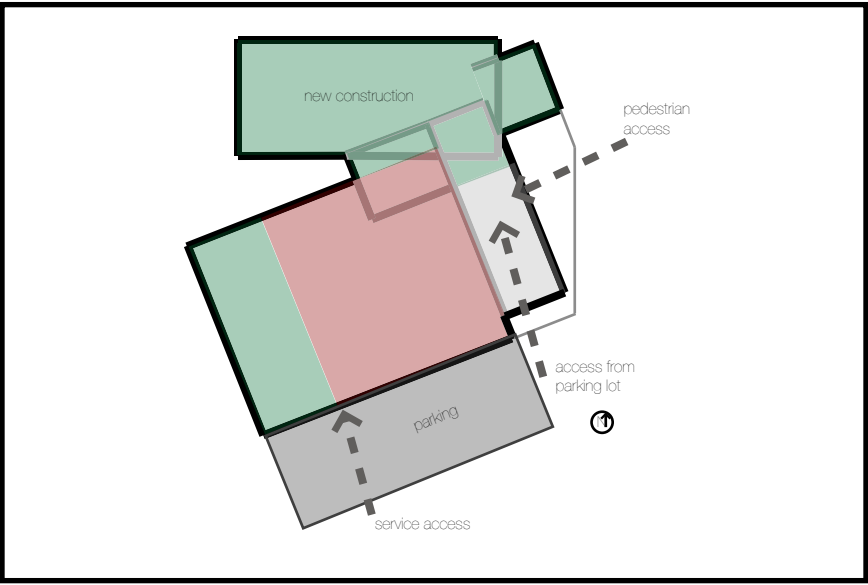 new construction
pedestrian
access
access from
parking lot
parking
service access